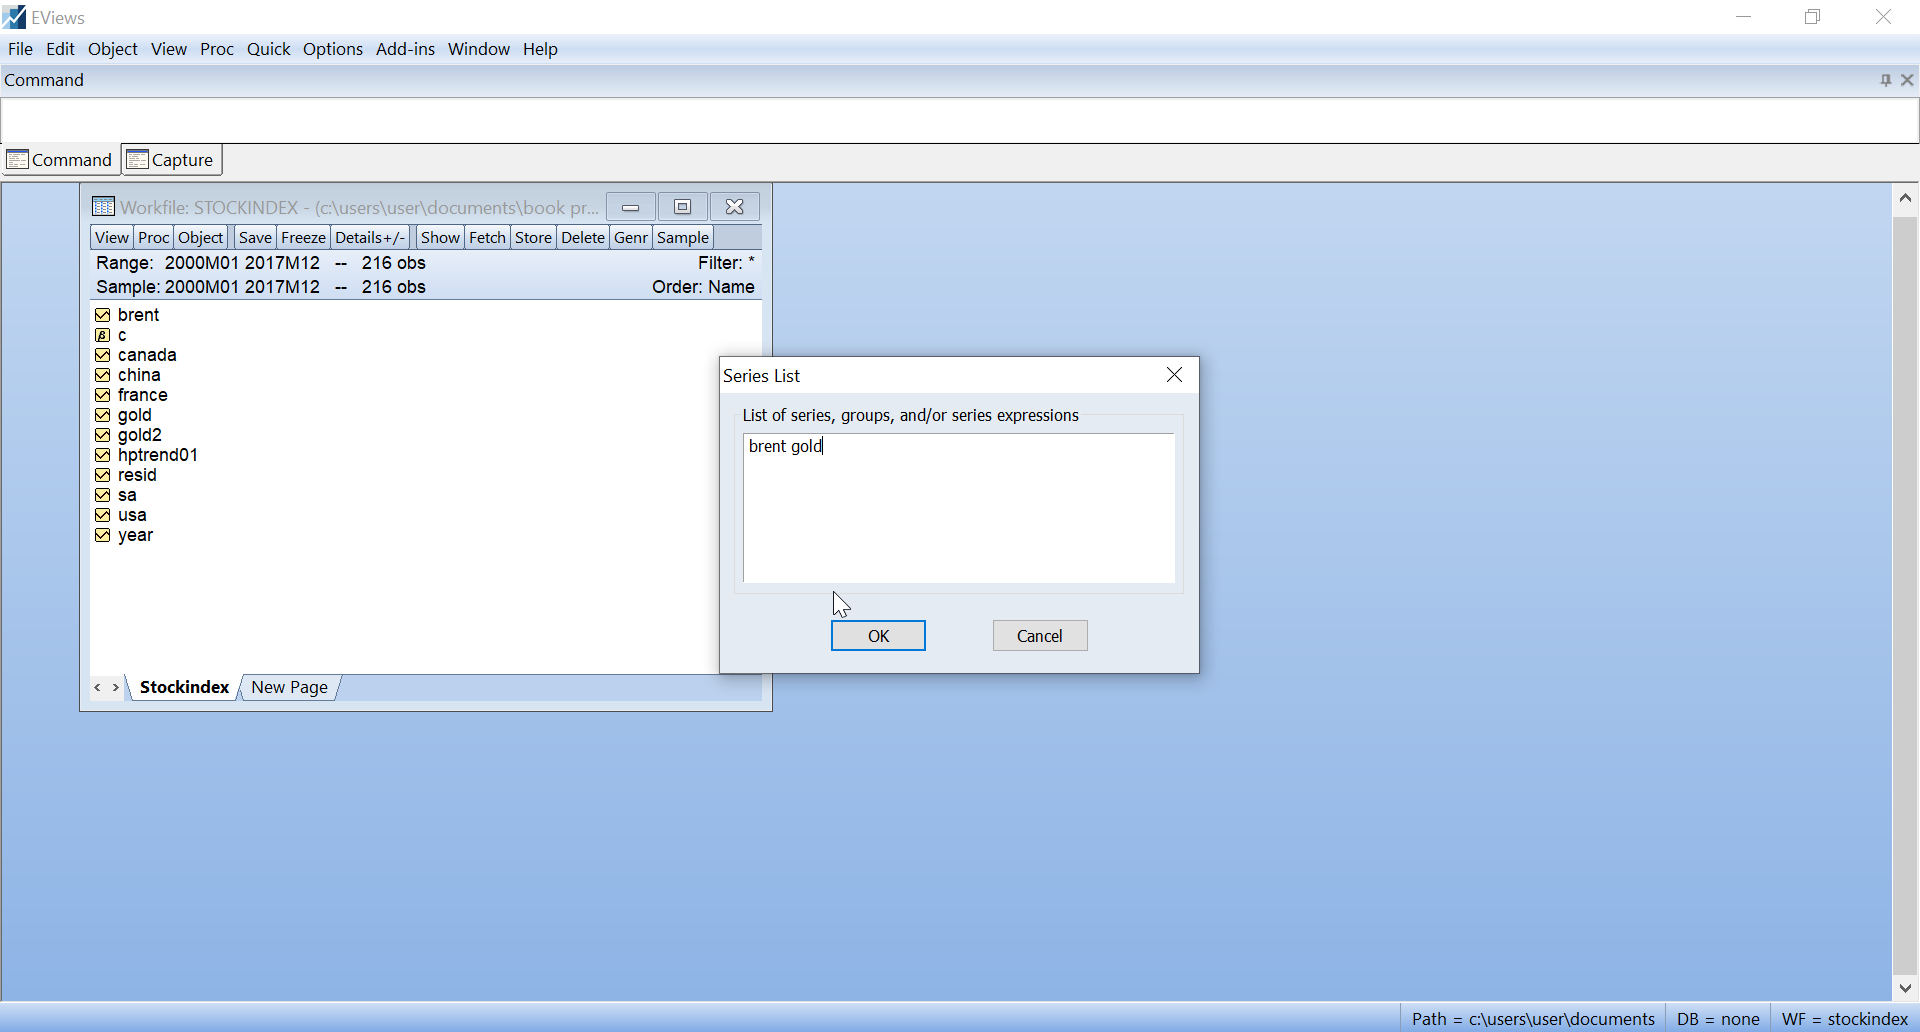 EViews
File Edit Object View Proc Quick Options Add-ins Window Help
Command
Command Capture
Workfile: STOCKINDEX - (c:\users\user\documents\book pr...
View Proc Object Save Freeze Details+/- Show Fetch Store Delete Genr Sample
Range: 2000M01 2017M12 -- 216 obs Filter: *
Sample: 2000M01 2017M12 -- 216 obs Order: Name
brent
β c
canada
china
france
gold
gold2
hptrend01
resid
sa
usa
year
Series List
List of series, groups, and/or series expressions
brent gold
OK Cancel
< > Stockindex New Page
Path = c:\users\user\documents DB = none WF = stockindex